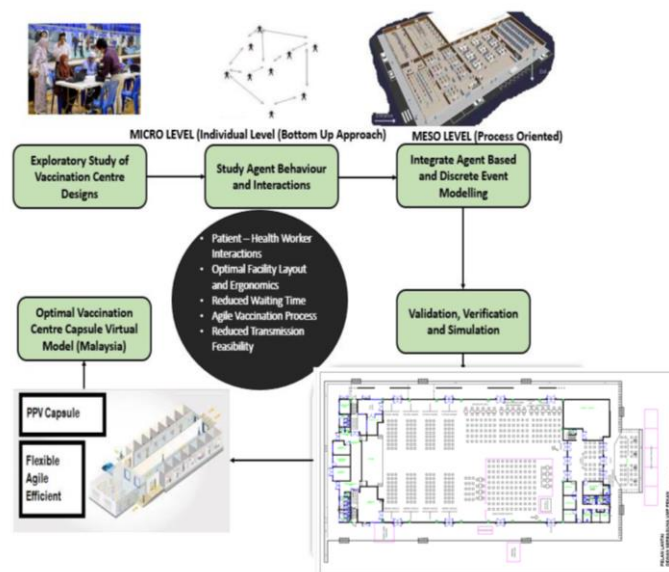 MICRO LEVEL (Individual Level (Bottom Up Approach)
MESO LEVEL (Process Oriented)
Exploratory Study of
Vaccination Centre
Designs
Study Agent Behaviour
and Interactions
Integrate Agent Based
and Discrete Event
Modelling
• Patient – Health Worker
Interactions
• Optimal Facility Layout
and Ergonomics
• Reduced Waiting Time
• Agile Vaccination Process
• Reduced Transmission
Feasibility
Validation, Verification
and Simulation
Optimal Vaccination
Centre Capsule Virtual
Model (Malaysia)
PPV Capsule
Flexible
Agile
Efficient